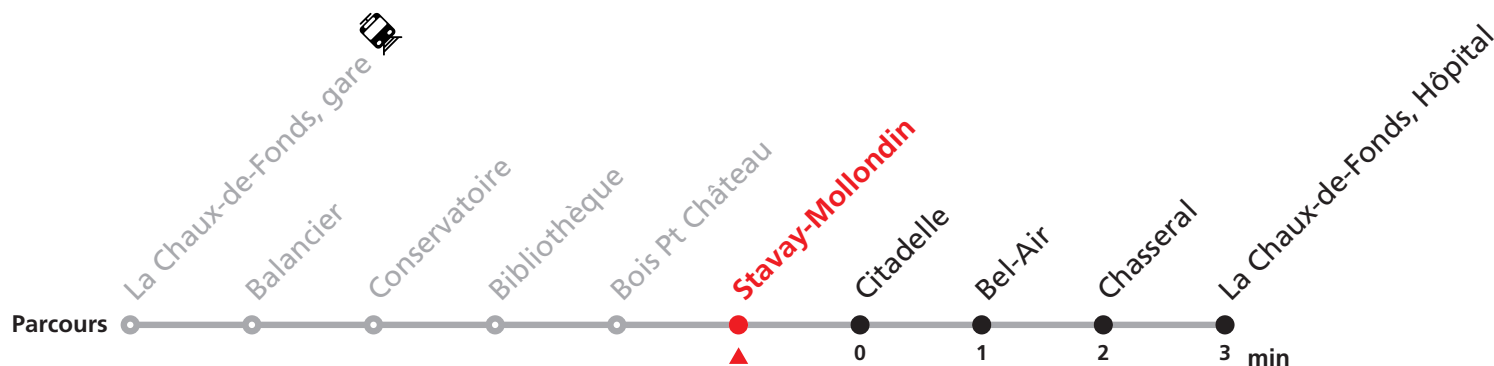 La Chaux-de-Fonds, gare
Balancier
Conservatoire
Bibliothèque
Bois Pt Château
Stavay-Mollondin
Citadelle
Bel-Air
Chasseral
La Chaux-de-Fonds, Hôpital
Parcours
0 1 2 3 min